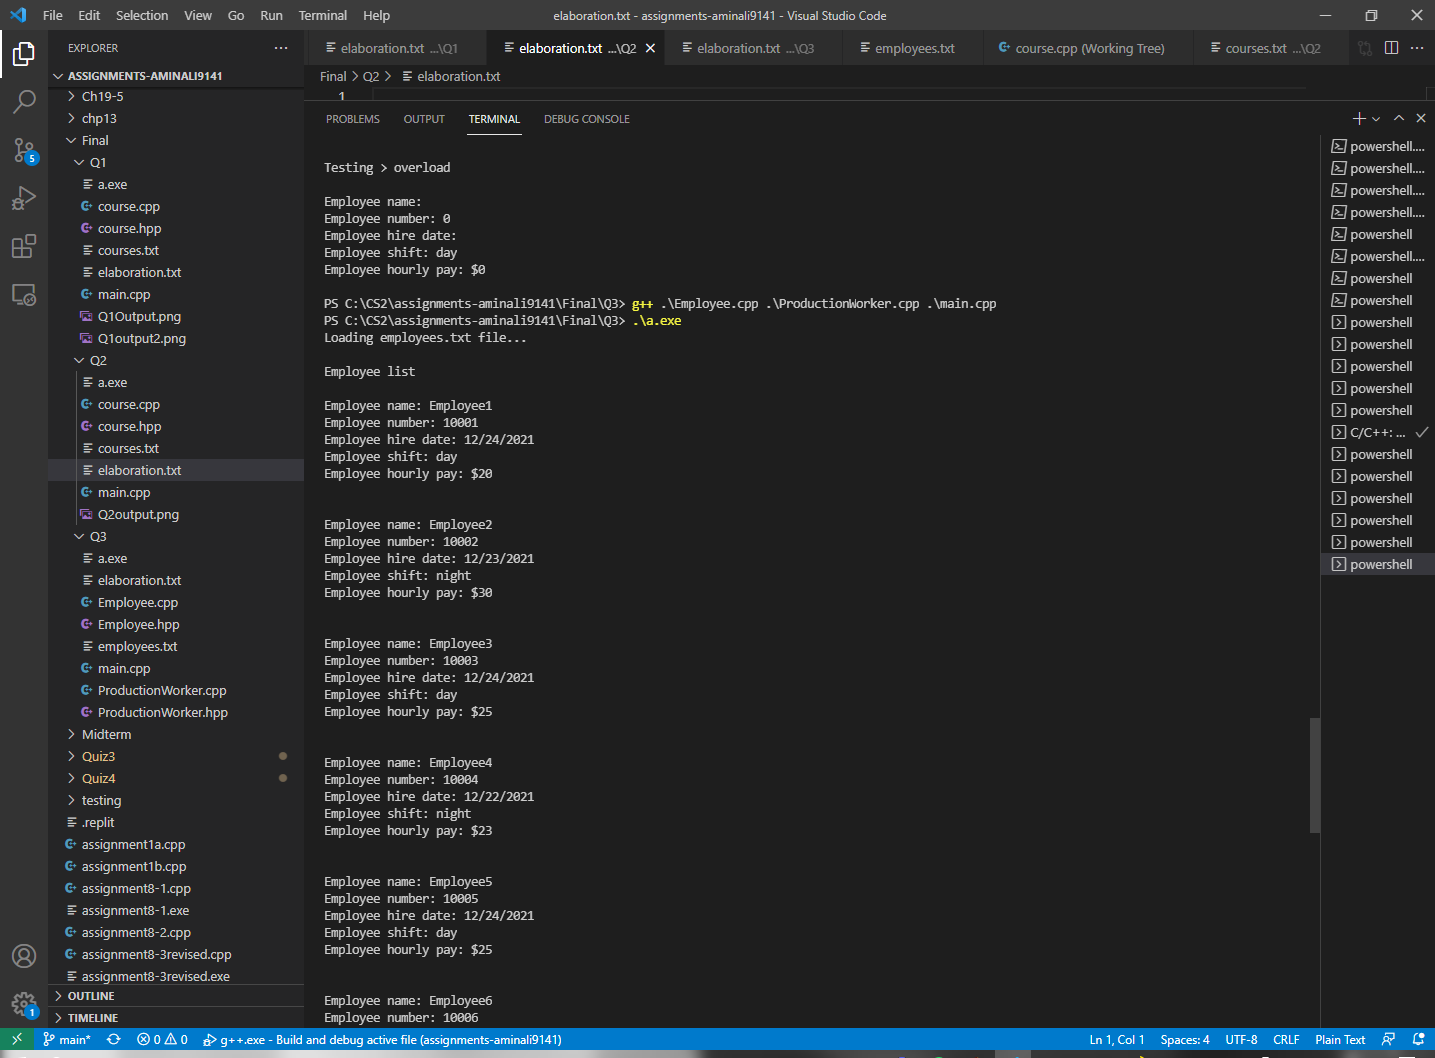 File Edit Selection View Go Run Terminal Help
elaboration.txt - assignments-aminali9141 - Visual Studio Code
EXPLORER
ASSIGNMENTS-AMINALI9141
Ch19-5
chp13
Final
Q1
a.exe
course.cpp
course.hpp
courses.txt
elaboration.txt
main.cpp
Q1Output.png
Q1output2.png
Q2
a.exe
course.cpp
course.hpp
courses.txt
elaboration.txt
main.cpp
Q2output.png
Q3
a.exe
elaboration.txt
Employee.cpp
Employee.hpp
employees.txt
main.cpp
ProductionWorker.cpp
ProductionWorker.hpp
Midterm
Quiz3
Quiz4
testing
.replit
assignment1a.cpp
assignment1b.cpp
assignment8-1.cpp
assignment8-1.exe
assignment8-2.cpp
assignment8-3revised.cpp
assignment8-3revised.exe
OUTLINE
TIMELINE
5
1
elaboration.txt ...\Q1
elaboration.txt ...\Q2
elaboration.txt ...\Q3
employees.txt
course.cpp (Working Tree)
courses.txt ...\Q2
Final > Q2 > elaboration.txt
1
PROBLEMS OUTPUT TERMINAL DEBUG CONSOLE
Testing > overload
Employee name:
Employee number: 0
Employee hire date:
Employee shift: day
Employee hourly pay: $0
PS C:\CS2\assignments-aminali9141\Final\Q3> g++ .\Employee.cpp .\ProductionWorker.cpp .\main.cpp
PS C:\CS2\assignments-aminali9141\Final\Q3> .\a.exe
Loading employees.txt file...
Employee list
Employee name: Employee1
Employee number: 10001
Employee hire date: 12/24/2021
Employee shift: day
Employee hourly pay: $20
Employee name: Employee2
Employee number: 10002
Employee hire date: 12/23/2021
Employee shift: night
Employee hourly pay: $30
Employee name: Employee3
Employee number: 10003
Employee hire date: 12/24/2021
Employee shift: day
Employee hourly pay: $25
Employee name: Employee4
Employee number: 10004
Employee hire date: 12/22/2021
Employee shift: night
Employee hourly pay: $23
Employee name: Employee5
Employee number: 10005
Employee hire date: 12/24/2021
Employee shift: day
Employee hourly pay: $25
Employee name: Employee6
Employee number: 10006
powershell....
powershell....
powershell....
powershell....
powershell
powershell....
powershell
powershell
powershell
powershell
powershell
powershell
powershell
C/C++: ...
powershell
powershell
powershell
powershell
powershell
powershell
main* 0 0 g++.exe - Build and debug active file (assignments-aminali9141) Ln 1, Col 1 Spaces: 4 UTF-8 CRLF Plain Text